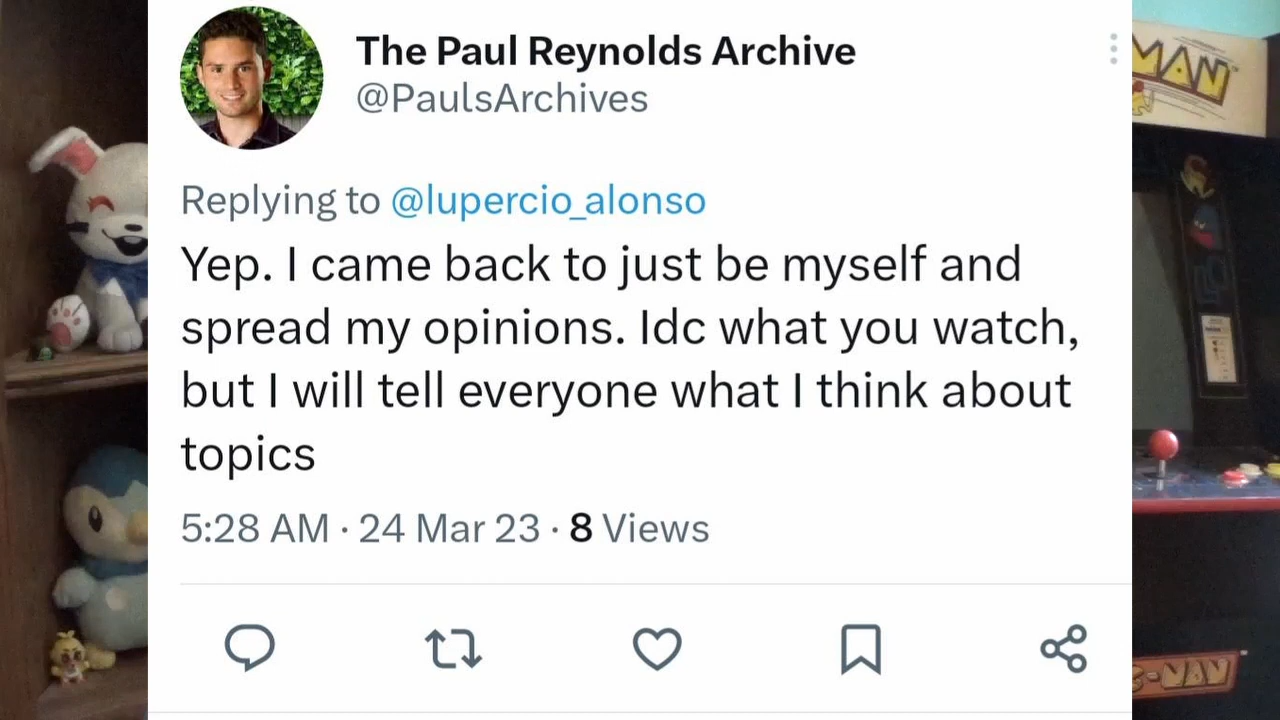 The Paul Reynolds Archive
@PaulsArchives
Replying to @lupercio_alonso
Yep. I came back to just be myself and
spread my opinions. Idc what you watch,
but I will tell everyone what I think about
topics
5:28 AM · 24 Mar 23 · 8 Views
MAN
-MAN